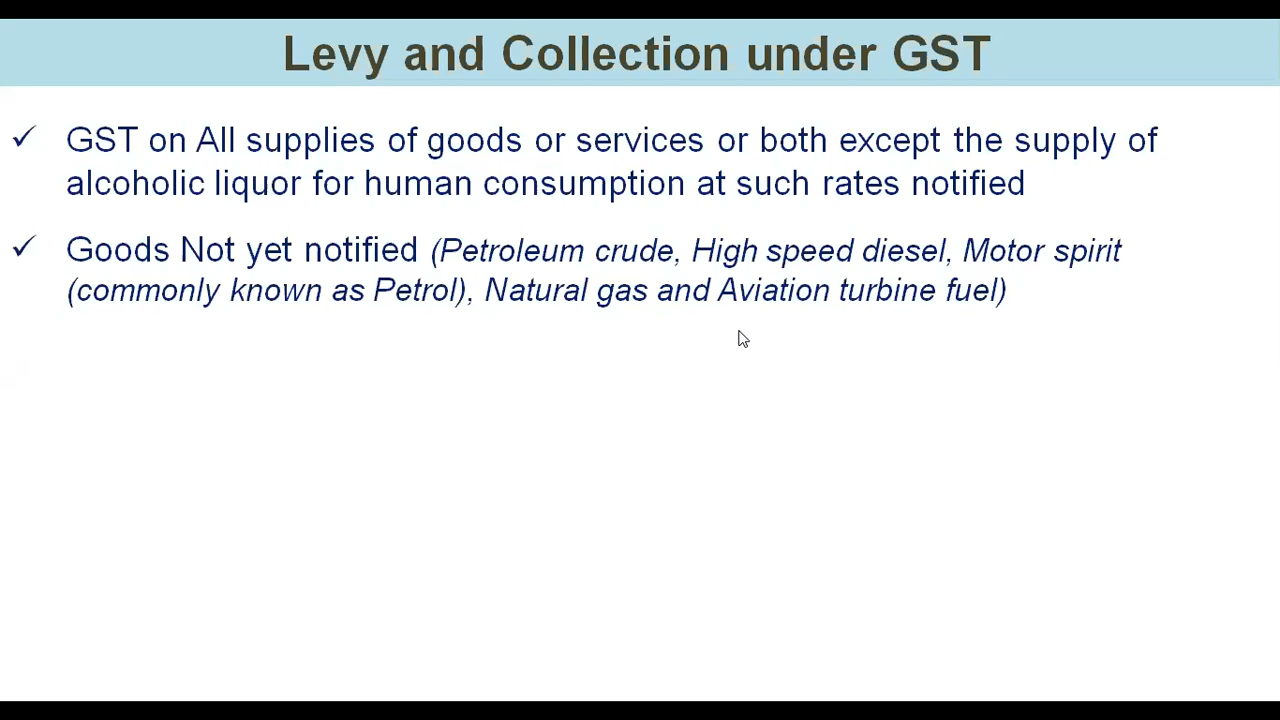 Levy and Collection under GST
✓ GST on All supplies of goods or services or both except the supply of
alcoholic liquor for human consumption at such rates notified
✓ Goods Not yet notified (Petroleum crude, High speed diesel, Motor spirit
(commonly known as Petrol), Natural gas and Aviation turbine fuel)